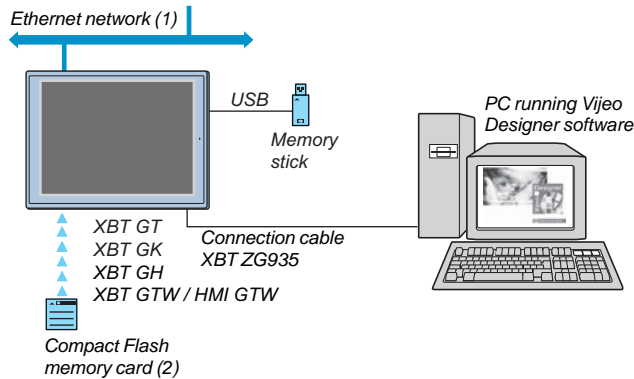 Ethernet network (1)
USB
Memory
stick
PC running Vijeo
Designer software
XBT GT
XBT GK
XBT GH
XBT GTW / HMI GTW
Connection cable
XBT ZG935
Compact Flash
memory card (2)